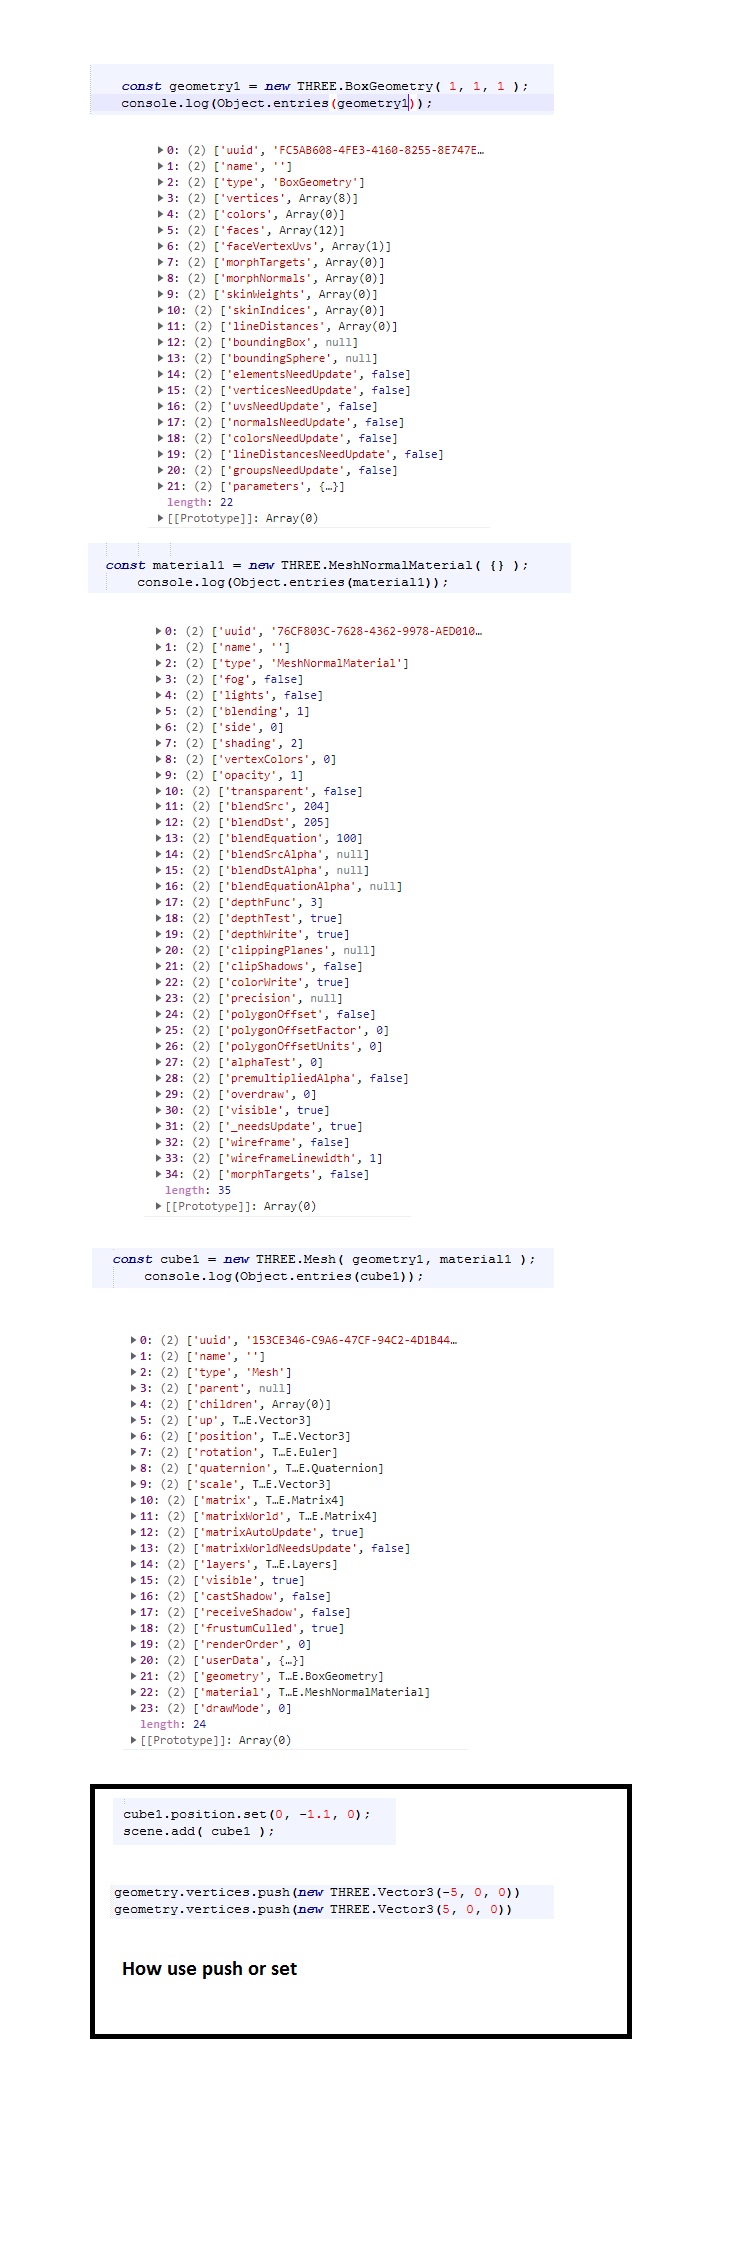 const geometry1 = new THREE.BoxGeometry( 1, 1, 1 );
console.log(Object.entries(geometry1));
0: (2) ['uuid', 'FC5AB608-4FE3-4160-8255-8E747E…
1: (2) ['name', '']
2: (2) ['type', 'BoxGeometry']
3: (2) ['vertices', Array(8)]
4: (2) ['colors', Array(0)]
5: (2) ['faces', Array(12)]
6: (2) ['faceVertexUvs', Array(1)]
7: (2) ['morphTargets', Array(0)]
8: (2) ['morphNormals', Array(0)]
9: (2) ['skinWeights', Array(0)]
10: (2) ['skinIndices', Array(0)]
11: (2) ['lineDistances', Array(0)]
12: (2) ['boundingBox', null]
13: (2) ['boundingSphere', null]
14: (2) ['elementsNeedUpdate', false]
15: (2) ['verticesNeedUpdate', false]
16: (2) ['uvsNeedUpdate', false]
17: (2) ['normalsNeedUpdate', false]
18: (2) ['colorsNeedUpdate', false]
19: (2) ['lineDistancesNeedUpdate', false]
20: (2) ['groupsNeedUpdate', false]
21: (2) ['parameters', {…}]
length: 22
[[Prototype]]: Array(0)
const material1 = new THREE.MeshNormalMaterial( {} );
console.log(Object.entries(material1));
0: (2) ['uuid', '76CF803C-7628-4362-9978-AED010…
1: (2) ['name', '']
2: (2) ['type', 'MeshNormalMaterial']
3: (2) ['fog', false]
4: (2) ['lights', false]
5: (2) ['blending', 1]
6: (2) ['side', 0]
7: (2) ['shading', 2]
8: (2) ['vertexColors', 0]
9: (2) ['opacity', 1]
10: (2) ['transparent', false]
11: (2) ['blendSrc', 204]
12: (2) ['blendDst', 205]
13: (2) ['blendEquation', 100]
14: (2) ['blendSrcAlpha', null]
15: (2) ['blendDstAlpha', null]
16: (2) ['blendEquationAlpha', null]
17: (2) ['depthFunc', 3]
18: (2) ['depthTest', true]
19: (2) ['depthWrite', true]
20: (2) ['clippingPlanes', null]
21: (2) ['clipShadows', false]
22: (2) ['colorWrite', true]
23: (2) ['precision', null]
24: (2) ['polygonOffset', false]
25: (2) ['polygonOffsetFactor', 0]
26: (2) ['polygonOffsetUnits', 0]
27: (2) ['alphaTest', 0]
28: (2) ['premultipliedAlpha', false]
29: (2) ['overdraw', 0]
30: (2) ['visible', true]
31: (2) ['_needsUpdate', true]
32: (2) ['wireframe', false]
33: (2) ['wireframeLinewidth', 1]
34: (2) ['morphTargets', false]
length: 35
[[Prototype]]: Array(0)
const cube1 = new THREE.Mesh( geometry1, material1 );
console.log(Object.entries(cube1));
0: (2) ['uuid', '153CE346-C9A6-47CF-94C2-4D1B44…
1: (2) ['name', '']
2: (2) ['type', 'Mesh']
3: (2) ['parent', null]
4: (2) ['children', Array(0)]
5: (2) ['up', T…E.Vector3]
6: (2) ['position', T…E.Vector3]
7: (2) ['rotation', T…E.Euler]
8: (2) ['quaternion', T…E.Quaternion]
9: (2) ['scale', T…E.Vector3]
10: (2) ['matrix', T…E.Matrix4]
11: (2) ['matrixWorld', T…E.Matrix4]
12: (2) ['matrixAutoUpdate', true]
13: (2) ['matrixWorldNeedsUpdate', false]
14: (2) ['layers', T…E.Layers]
15: (2) ['visible', true]
16: (2) ['castShadow', false]
17: (2) ['receiveShadow', false]
18: (2) ['frustumCulled', true]
19: (2) ['renderOrder', 0]
20: (2) ['userData', {…}]
21: (2) ['geometry', T…E.BoxGeometry]
22: (2) ['material', T…E.MeshNormalMaterial]
23: (2) ['drawMode', 0]
length: 24
[[Prototype]]: Array(0)
cube1.position.set(0, -1.1, 0);
scene.add( cube1 );
geometry.vertices.push(new THREE.Vector3(-5, 0, 0))
geometry.vertices.push(new THREE.Vector3(5, 0, 0))
How use push or set